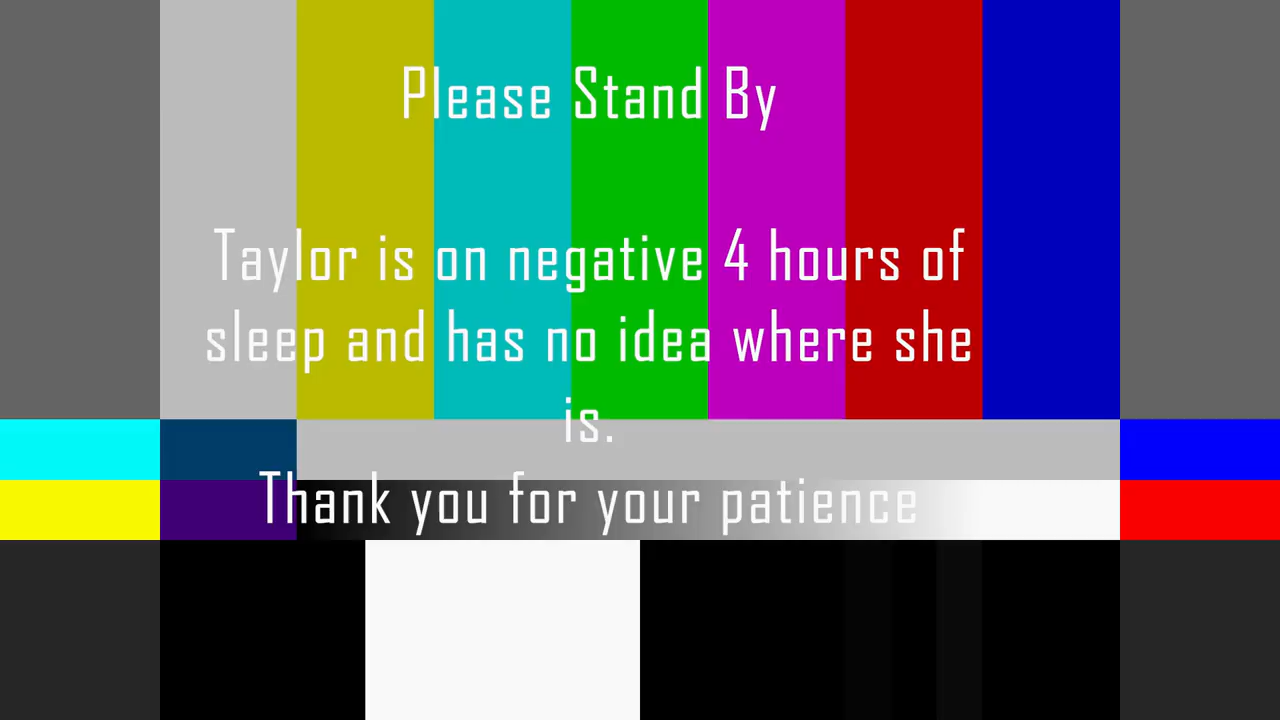 Please Stand By
Taylor is on negative 4 hours of
sleep and has no idea where she
is.
Thank you for your patience